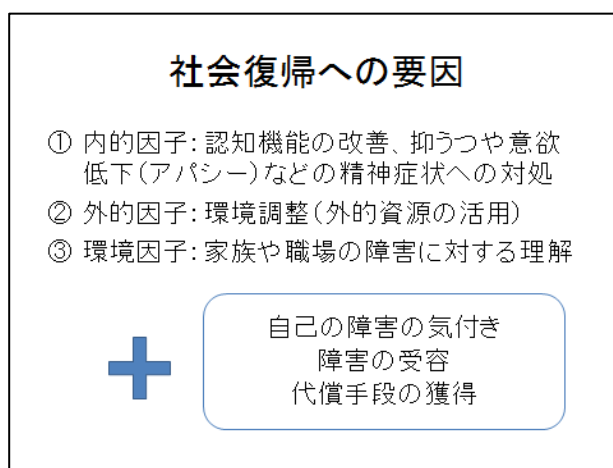 社会復帰への要因
① 内的因子:認知機能の改善、抑うつや意欲
低下(アパシー)などの精神症状への対処
② 外的因子:環境調整(外的資源の活用)
③ 環境因子:家族や職場の障害に対する理解
自己の障害の気付き
障害の受容
代償手段の獲得